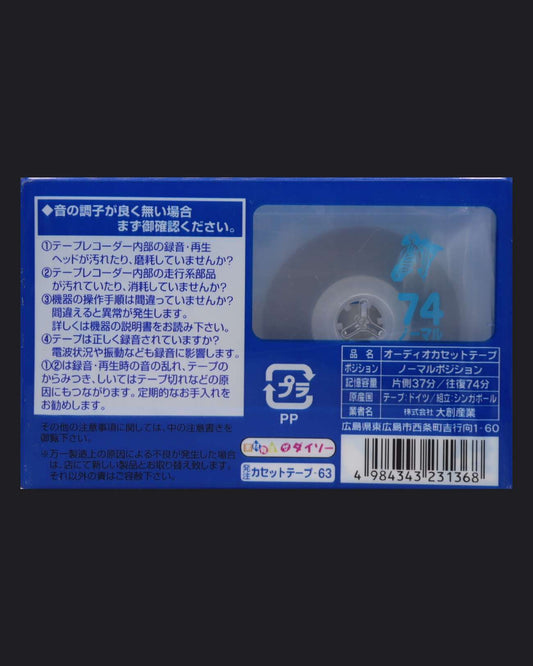 ◆音の調子が良く無い場合
まず御確認ください。
①テープレコーダー内部の録音・再生
ヘッドが汚れたり、磨耗していませんか?
②テープレコーダー内部の走行系部品
が汚れていたり、消耗していませんか?
③機器の操作手順は間違っていませんか?
間違えると異常が発生します。
詳しくは機器の説明書をお読み下さい。
④テープは正しく録音されていますか?
電波状況や振動なども録音に影響します。
①②は録音・再生時の音の乱れ、テープの
からみつき、しいてはテープ切れなどの原
因にもつながります。定期的なお手入れを
お勧めします。
その他の注意事項に関しては、中の注意書きを
御覧下さい。
※万一製造上の原因による不良が発生した場合
は、店にて新しい製品とお取り替え致します。
それ以外の責はご容赦下さい。
74
ノーマル
品名 オーディオカセットテープ
ポジション ノーマルポジション
記憶容量 片側37分/往復74分
原産国 テープ:ドイツ/組立:シンガポール
業者名 株式会社 大創産業
広島県東広島市西条町吉行向1-60
プラ
PP
ザ ダイソー
発注 カセットテープ-63
4 984343 231368